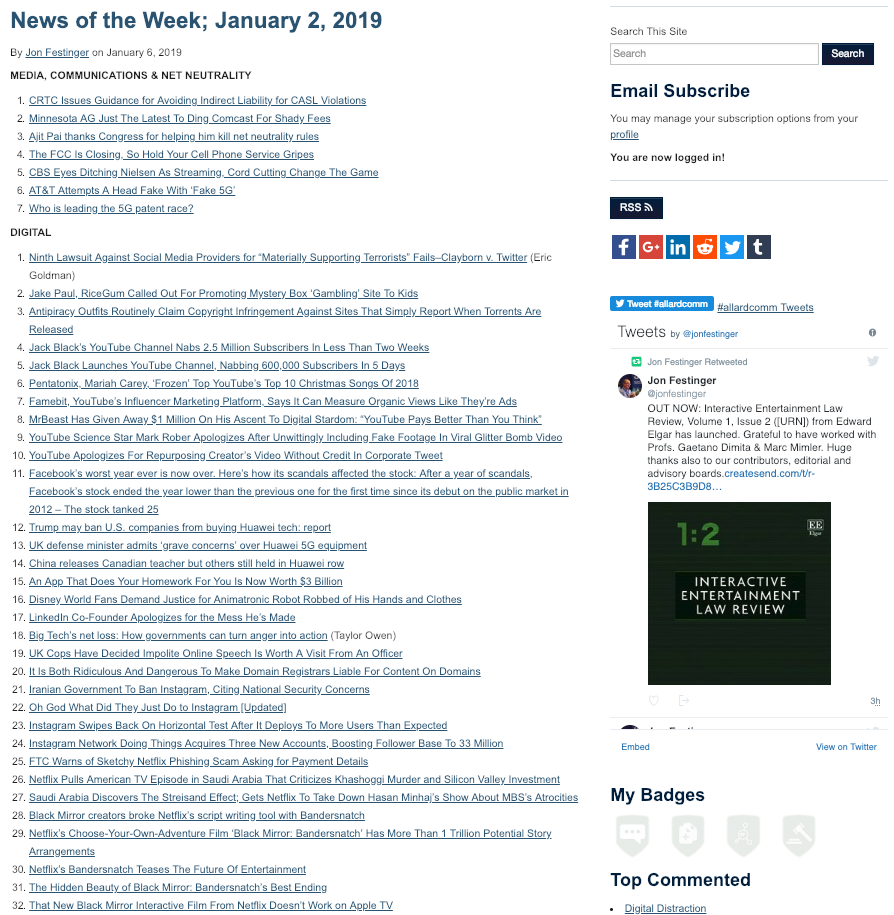 News of the Week; January 2, 2019
By Jon Festinger on January 6, 2019
MEDIA, COMMUNICATIONS & NET NEUTRALITY
1. CRTC Issues Guidance for Avoiding Indirect Liability for CASL Violations
2. Minnesota AG Just The Latest To Ding Comcast For Shady Fees
3. Ajit Pai thanks Congress for helping him kill net neutrality rules
4. The FCC Is Closing, So Hold Your Cell Phone Service Gripes
5. CBS Eyes Ditching Nielsen As Streaming, Cord Cutting Change The Game
6. AT&T Attempts A Head Fake With ‘Fake 5G’
7. Who is leading the 5G patent race?
DIGITAL
1. Ninth Lawsuit Against Social Media Providers for “Materially Supporting Terrorists” Fails–Clayborn v. Twitter (Eric
Goldman)
2. Jake Paul, RiceGum Called Out For Promoting Mystery Box ‘Gambling’ Site To Kids
3. Antipiracy Outfits Routinely Claim Copyright Infringement Against Sites That Simply Report When Torrents Are
Released
4. Jack Black’s YouTube Channel Nabs 2.5 Million Subscribers In Less Than Two Weeks
5. Jack Black Launches YouTube Channel, Nabbing 600,000 Subscribers In 5 Days
6. Pentatonix, Mariah Carey, ‘Frozen’ Top YouTube’s Top 10 Christmas Songs Of 2018
7. Famebit, YouTube’s Influencer Marketing Platform, Says It Can Measure Organic Views Like They’re Ads
8. MrBeast Has Given Away $1 Million On His Ascent To Digital Stardom: “YouTube Pays Better Than You Think”
9. YouTube Science Star Mark Rober Apologizes After Unwittingly Including Fake Footage In Viral Glitter Bomb Video
10. YouTube Apologizes For Repurposing Creator’s Video Without Credit In Corporate Tweet
11. Facebook’s worst year ever is now over. Here’s how its scandals affected the stock: After a year of scandals,
Facebook’s stock ended the year lower than the previous one for the first time since its debut on the public market in
2012 – The stock tanked 25
12. Trump may ban U.S. companies from buying Huawei tech: report
13. UK defense minister admits ‘grave concerns’ over Huawei 5G equipment
14. China releases Canadian teacher but others still held in Huawei row
15. An App That Does Your Homework For You Is Now Worth $3 Billion
16. Disney World Fans Demand Justice for Animatronic Robot Robbed of His Hands and Clothes
17. LinkedIn Co-Founder Apologizes for the Mess He’s Made
18. Big Tech’s net loss: How governments can turn anger into action (Taylor Owen)
19. UK Cops Have Decided Impolite Online Speech Is Worth A Visit From An Officer
20. It Is Both Ridiculous And Dangerous To Make Domain Registrars Liable For Content On Domains
21. Iranian Government To Ban Instagram, Citing National Security Concerns
22. Oh God What Did They Just Do to Instagram [Updated]
23. Instagram Swipes Back On Horizontal Test After It Deploys To More Users Than Expected
24. Instagram Network Doing Things Acquires Three New Accounts, Boosting Follower Base To 33 Million
25. FTC Warns of Sketchy Netflix Phishing Scam Asking for Payment Details
26. Netflix Pulls American TV Episode in Saudi Arabia That Criticizes Khashoggi Murder and Silicon Valley Investment
27. Saudi Arabia Discovers The Streisand Effect; Gets Netflix To Take Down Hasan Minhaj’s Show About MBS’s Atrocities
28. Black Mirror creators broke Netflix’s script writing tool with Bandersnatch
29. Netflix’s Choose-Your-Own-Adventure Film ‘Black Mirror: Bandersnatch’ Has More Than 1 Trillion Potential Story
Arrangements
30. Netflix’s Bandersnatch Teases The Future Of Entertainment
31. The Hidden Beauty of Black Mirror: Bandersnatch’s Best Ending
32. That New Black Mirror Interactive Film From Netflix Doesn’t Work on Apple TV
Search This Site
Search
Search
Email Subscribe
You may manage your subscription options from your
profile
You are now logged in!
RSS
Tweet #allardcomm #allardcomm Tweets
Tweets by @jonfestinger
Jon Festinger Retweeted
Jon Festinger
@jonfestinger
OUT NOW: Interactive Entertainment Law
Review, Volume 1, Issue 2 ([URN]) from Edward
Elgar has launched. Grateful to have worked with
Profs. Gaetano Dimita & Marc Mimler. Huge
thanks also to our contributors, editorial and
advisory boards.createsend.com/t/r-
3B25C3B9D8…
1:2
EE
Elgar
INTERACTIVE
ENTERTAINMENT
LAW REVIEW
3h
Embed
View on Twitter
My Badges
Top Commented
• Digital Distraction